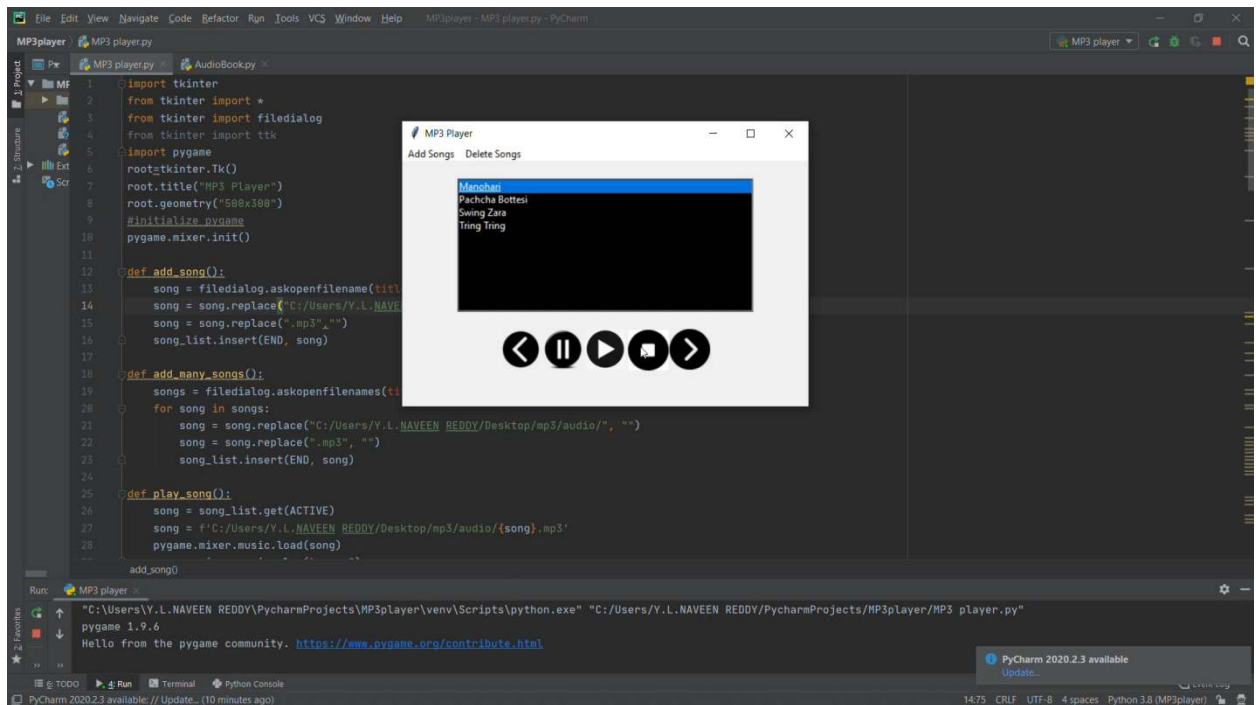 File Edit View Navigate Code Refactor Run Tools VCS Window Help MP3player - MP3 player.py - PyCharm
MP3player MP3 player.py MP3 player
1: Project
MP3 player.py AudioBook.py
1 import tkinter
2 from tkinter import *
3 from tkinter import filedialog
4 from tkinter import ttk
5 import pygame
6 root=tkinter.Tk()
7 root.title("MP3 Player")
8 root.geometry("500x300")
9 #initialize pygame
10 pygame.mixer.init()
11
12 def add_song():
13 song = filedialog.askopenfilename(titl
14 song = song.replace("C:/Users/Y.L.NAVE
15 song = song.replace(".mp3","")
16 song_list.insert(END, song)
17
18 def add_many_songs():
19 songs = filedialog.askopenfilenames(ti
20 for song in songs:
21 song = song.replace("C:/Users/Y.L.NAVEEN REDDY/Desktop/mp3/audio/", "")
22 song = song.replace(".mp3", "")
23 song_list.insert(END, song)
24
25 def play_song():
26 song = song_list.get(ACTIVE)
27 song = f'C:/Users/Y.L.NAVEEN REDDY/Desktop/mp3/audio/{song}.mp3'
28 pygame.mixer.music.load(song)
add_song()
MP
Ext
Scr
7: Structure
2: Favorites
MP3 Player
Add Songs Delete Songs
Manohari
Pachcha Bottesi
Swing Zara
Tring Tring
Run: MP3 player
"C:\Users\Y.L.NAVEEN REDDY\PycharmProjects\MP3player\venv\Scripts\python.exe" "C:/Users/Y.L.NAVEEN REDDY/PycharmProjects/MP3player/MP3 player.py"
pygame 1.9.6
Hello from the pygame community. https://www.pygame.org/contribute.html
PyCharm 2020.2.3 available
Update...
6: TODO 4: Run Terminal Python Console Event Log
PyCharm 2020.2.3 available: // Update... (10 minutes ago) 14:75 CRLF UTF-8 4 spaces Python 3.8 (MP3player)